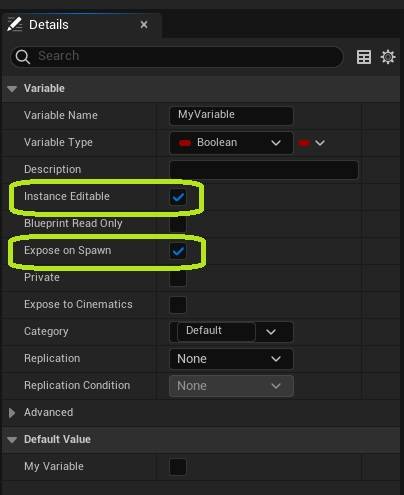 Details
Search
Variable
Variable Name MyVariable
Variable Type Boolean
Description
Instance Editable
Blueprint Read Only
Expose on Spawn
Private
Expose to Cinematics
Category Default
Replication None
Replication Condition None
Advanced
Default Value
My Variable